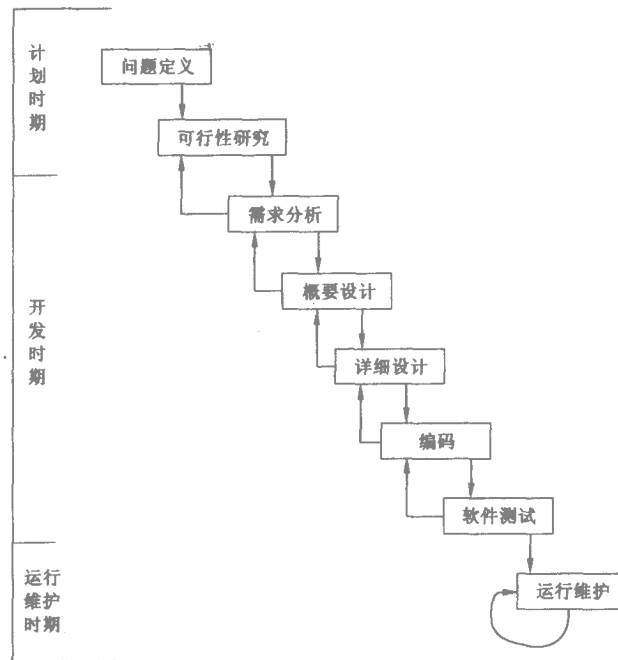 计
划
时
期
问题定义
可行性研究
需求分析
开
发
时
期
概要设计
详细设计
编码
软件测试
运行
维护
时期
运行维护